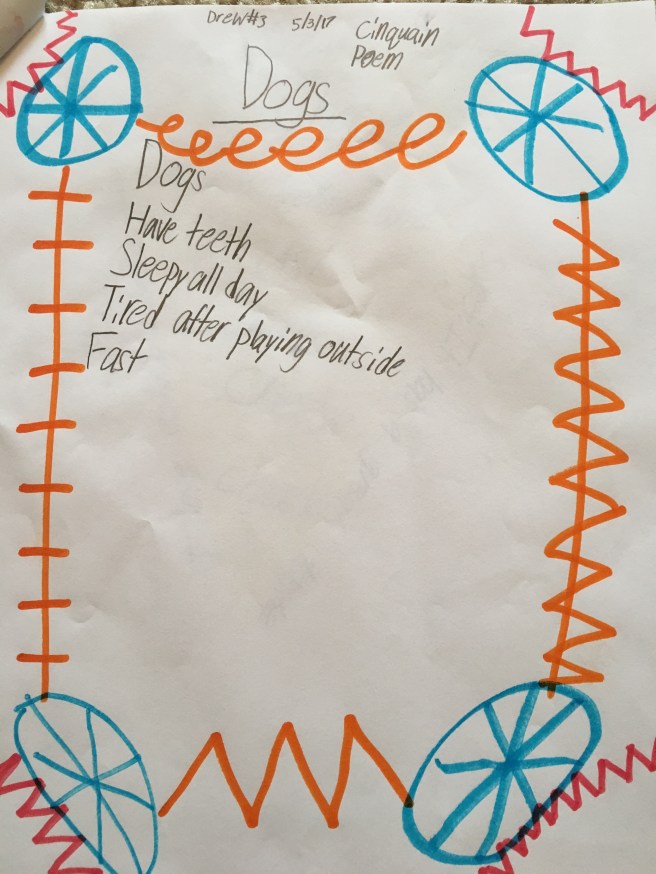 Drew#3 5/3/17 Cinquain
Poem
Dogs
Dogs
Have teeth
Sleepy all day
Tired after playing outside
Fast